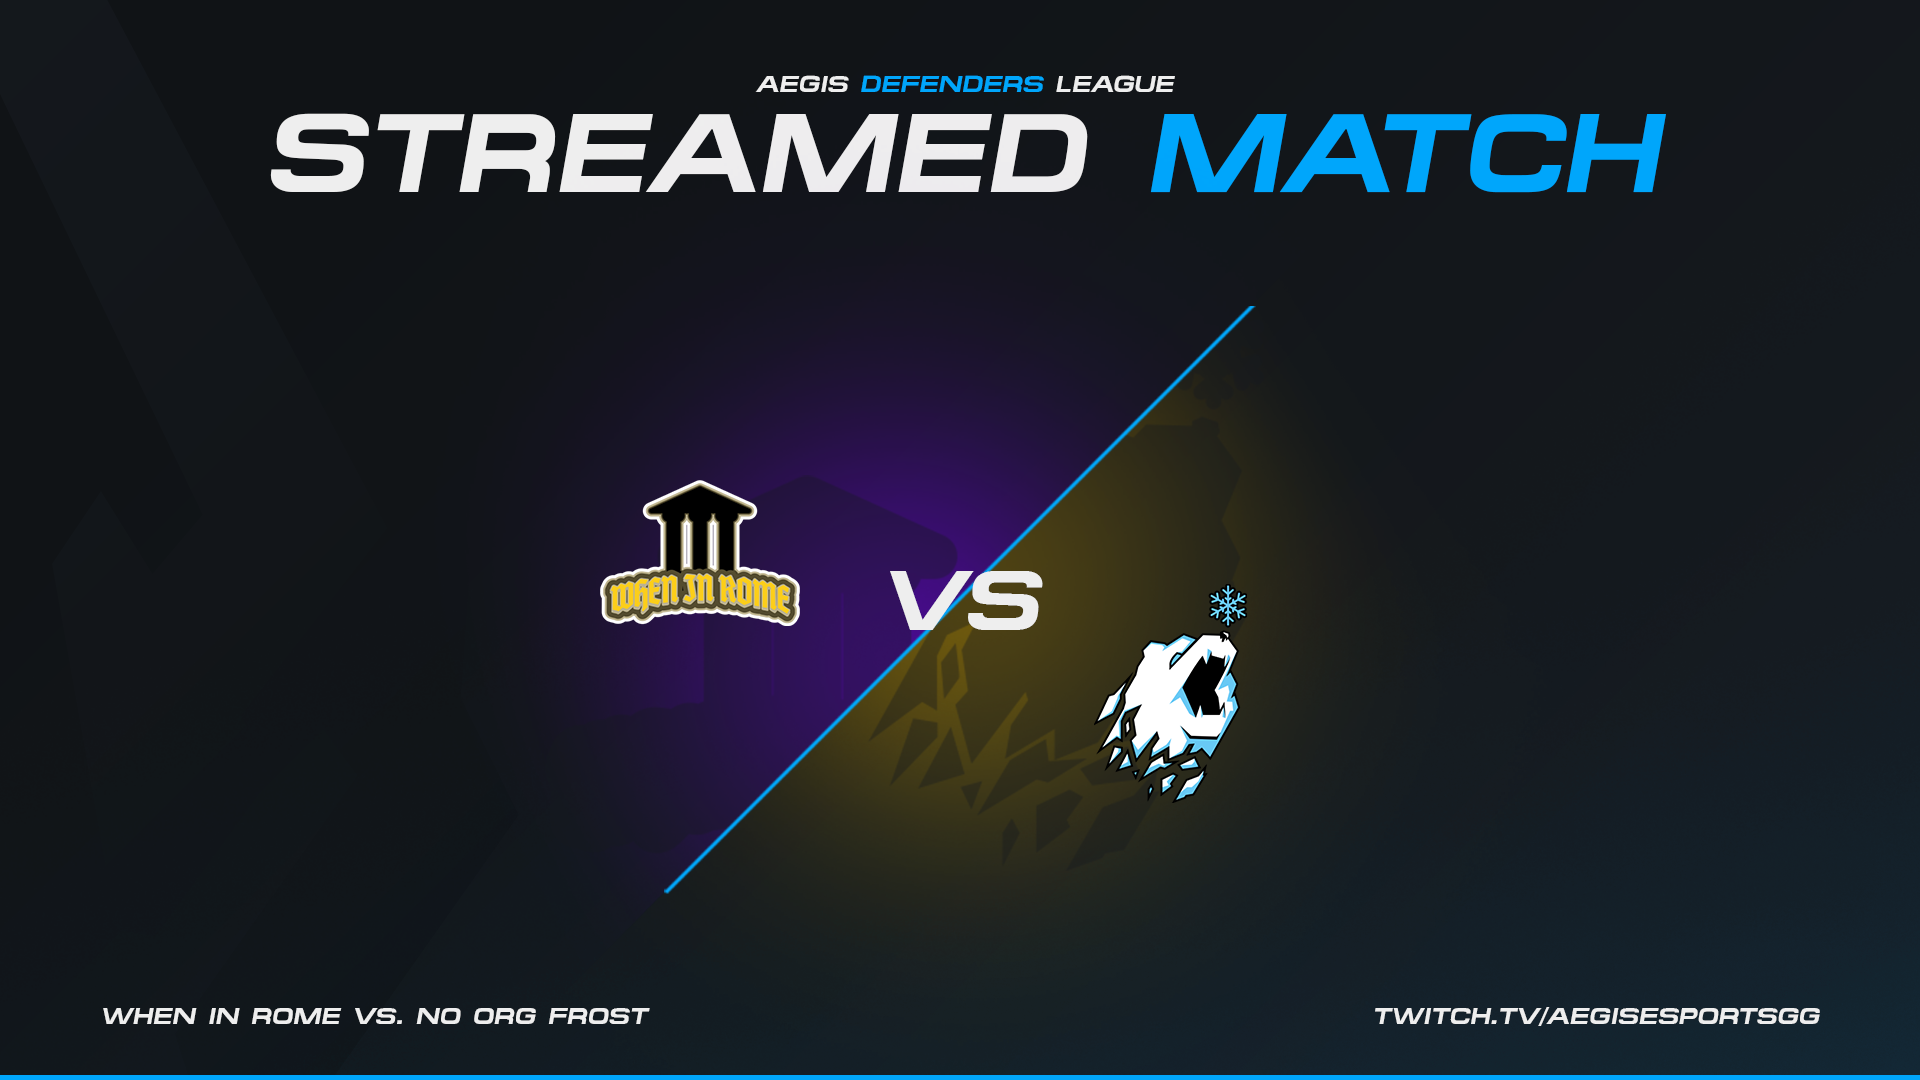 AEGIS DEFENDERS LEAGUE
STREAMED MATCH
WHEN IN ROME
VS
WHEN IN ROME VS. NO ORG FROST
TWITCH.TV/AEGISESPORTSGG